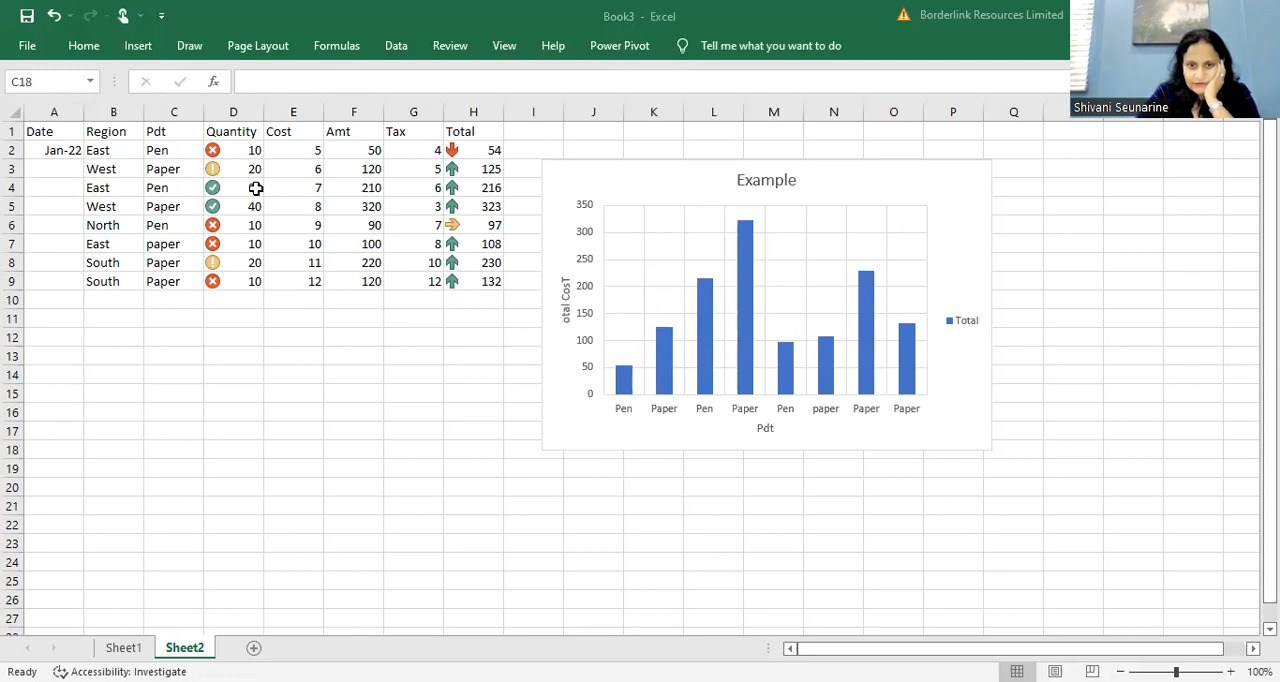 Book3 - Excel
Borderlink Resources Limited
Shivani Seunarine
File Home Insert Draw Page Layout Formulas Data Review View Help Power Pivot Tell me what you want to do
C18 fx
A B C D E F G H I J K L M N O P Q
1 Date Region Pdt Quantity Cost Amt Tax Total
2 Jan-22 East Pen 10 5 50 4 54
3 West Paper 20 6 120 5 125
4 East Pen 7 210 6 216
5 West Paper 40 8 320 3 323
6 North Pen 10 9 90 7 97
7 East paper 10 10 100 8 108
8 South Paper 20 11 220 10 230
9 South Paper 10 12 120 12 132
10
11
12
13
14
15
16
17
18
19
20
21
22
23
24
25
26
27
Example
350
300
250
200
150
100
50
0
otal CosT
Total
Pen Paper Pen Paper Pen paper Paper Paper
Pdt
Sheet1 Sheet2
Ready Accessibility: Investigate 100%